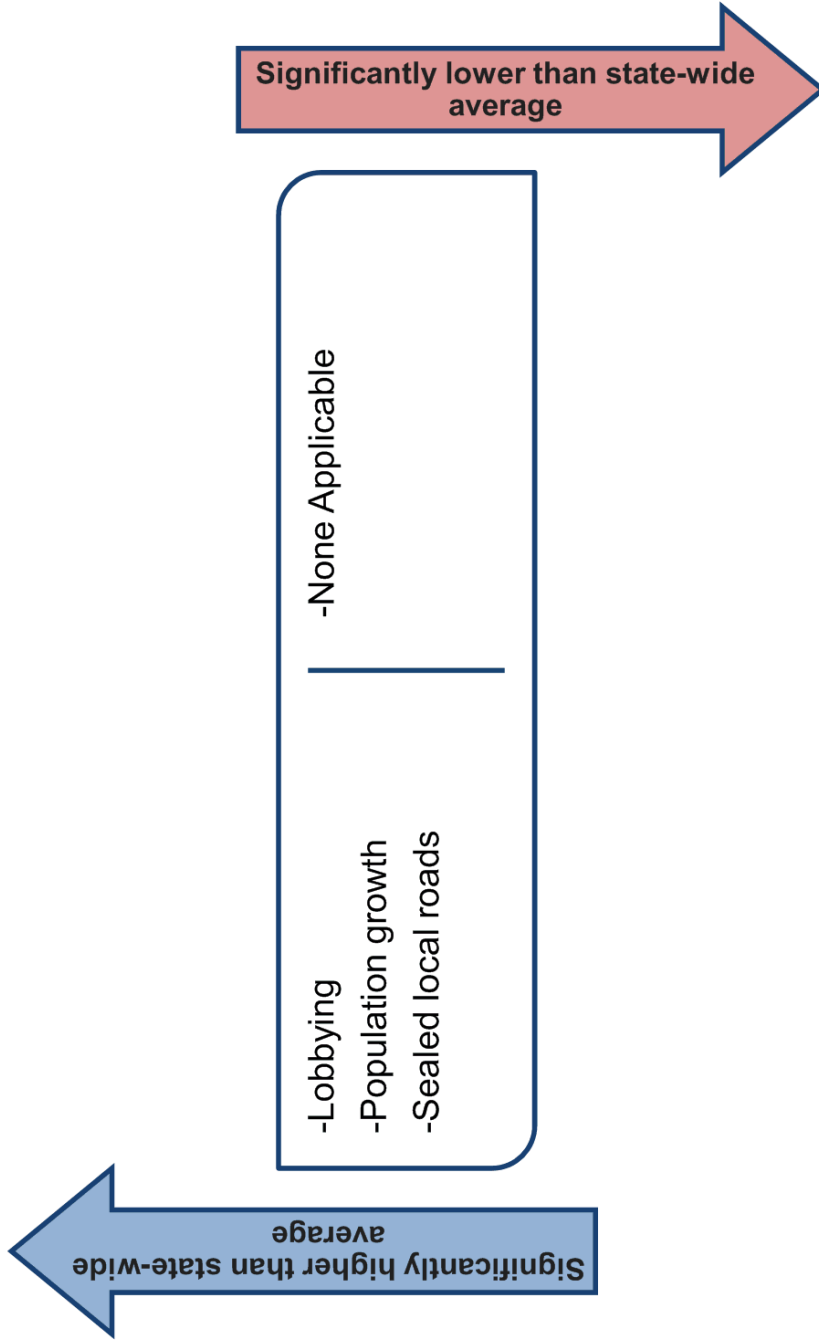 Significantly higher than state-wide
average
-Lobbying
-Population growth
-Sealed local roads
-None Applicable
Significantly lower than state-wide
average